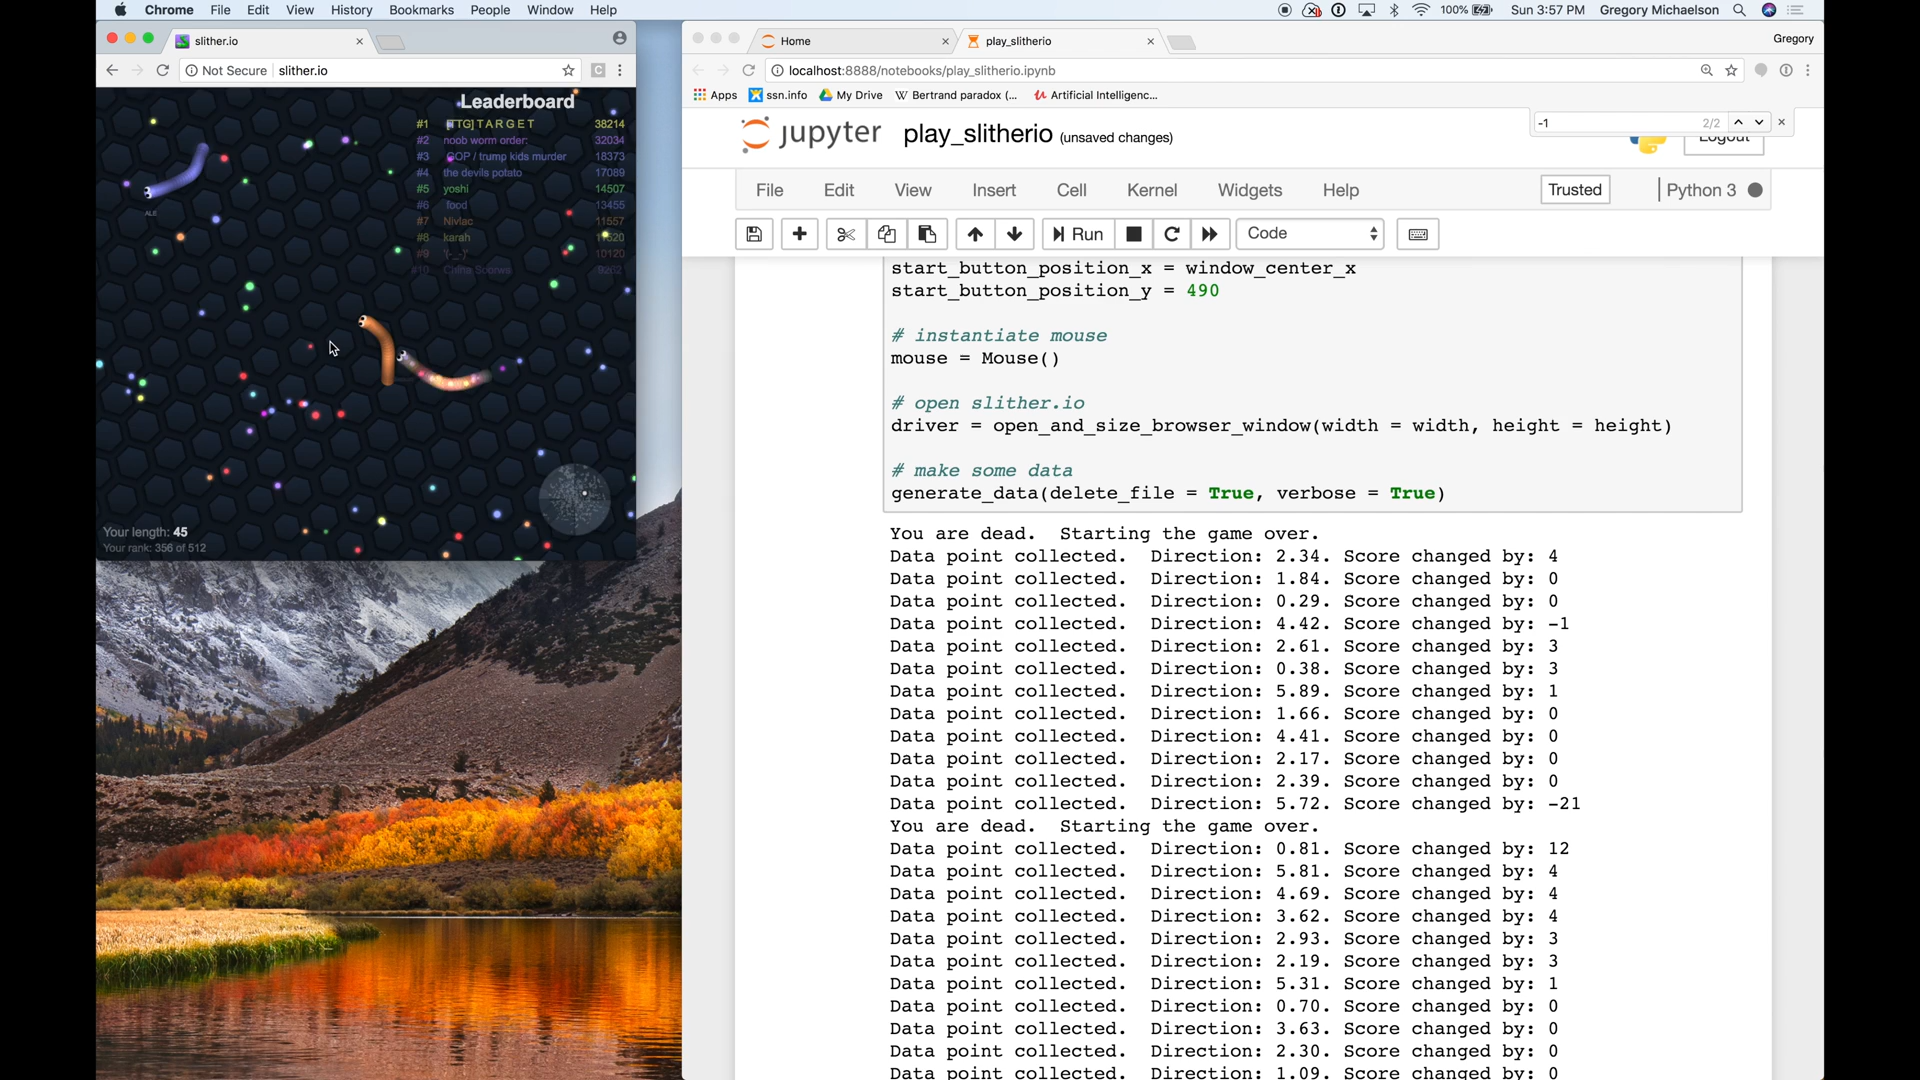 Chrome File Edit View History Bookmarks People Window Help
100% Sun 3:57 PM Gregory Michaelson
slither.io
Not Secure slither.io
Leaderboard
#1 [TTG] T A R G E T 38214
#2 noob worm order: 32034
#3 GOP / trump kids murder 18373
#4 the devils potato 17089
#5 yoshi 14507
#6 food 13455
#7 Nivlac 11557
#8 karah
#9 '(-_-)' 10120
#10 9262
ALE
Your length: 45
Your rank: 356 of 512
Home
play_slitherio
Gregory
localhost:8888/notebooks/play_slitherio.ipynb
Apps ssn.info My Drive Bertrand paradox (... Artificial Intelligenc...
-1 2/2
jupyter play_slitherio (unsaved changes)
Logout
File Edit View Insert Cell Kernel Widgets Help
Trusted Python 3
Run Code
start_button_position_x = window_center_x
start_button_position_y = 490
# instantiate mouse
mouse = Mouse()
# open slither.io
driver = open_and_size_browser_window(width = width, height = height)
# make some data
generate_data(delete_file = True, verbose = True)
You are dead. Starting the game over.
Data point collected. Direction: 2.34. Score changed by: 4
Data point collected. Direction: 1.84. Score changed by: 0
Data point collected. Direction: 0.29. Score changed by: 0
Data point collected. Direction: 4.42. Score changed by: -1
Data point collected. Direction: 2.61. Score changed by: 3
Data point collected. Direction: 0.38. Score changed by: 3
Data point collected. Direction: 5.89. Score changed by: 1
Data point collected. Direction: 1.66. Score changed by: 0
Data point collected. Direction: 4.41. Score changed by: 0
Data point collected. Direction: 2.17. Score changed by: 0
Data point collected. Direction: 2.39. Score changed by: 0
Data point collected. Direction: 5.72. Score changed by: -21
You are dead. Starting the game over.
Data point collected. Direction: 0.81. Score changed by: 12
Data point collected. Direction: 5.81. Score changed by: 4
Data point collected. Direction: 4.69. Score changed by: 4
Data point collected. Direction: 3.62. Score changed by: 4
Data point collected. Direction: 2.93. Score changed by: 3
Data point collected. Direction: 2.19. Score changed by: 3
Data point collected. Direction: 5.31. Score changed by: 1
Data point collected. Direction: 0.70. Score changed by: 0
Data point collected. Direction: 3.63. Score changed by: 0
Data point collected. Direction: 2.30. Score changed by: 0
Data point collected. Direction: 1.09. Score changed by: 0